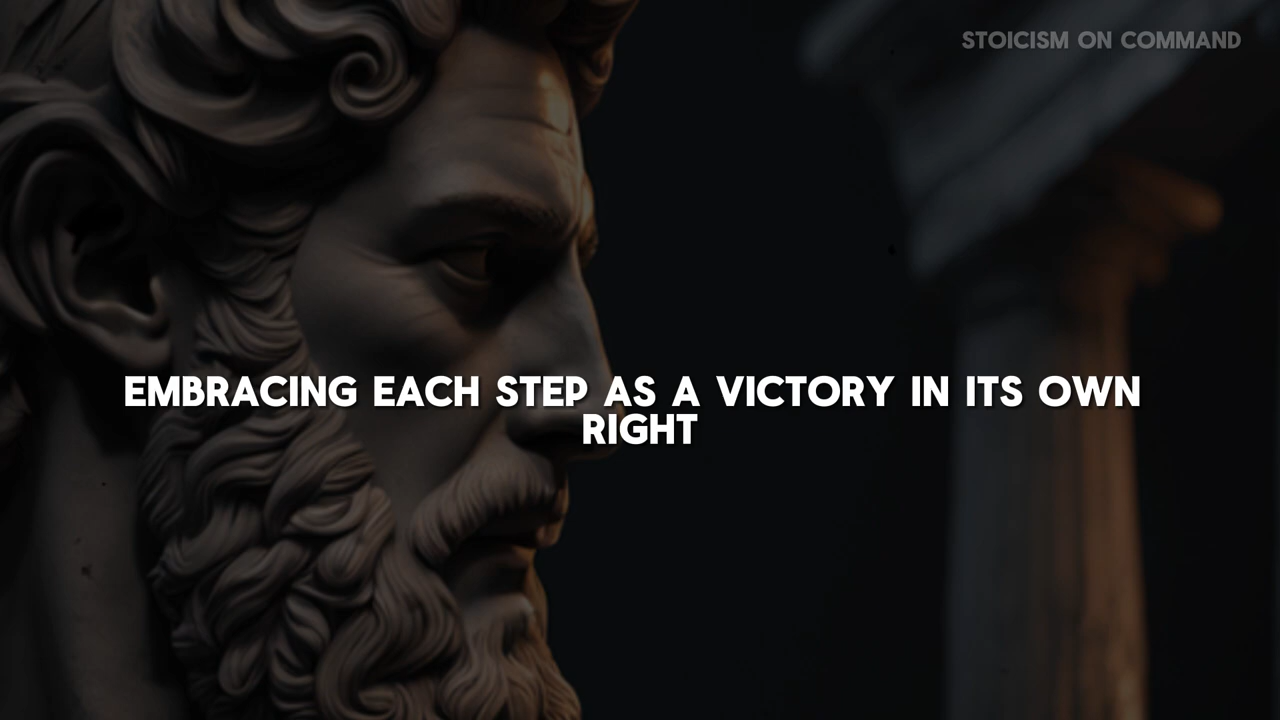 STOICISM ON COMMAND
EMBRACING EACH STEP AS A VICTORY IN ITS OWN
RIGHT